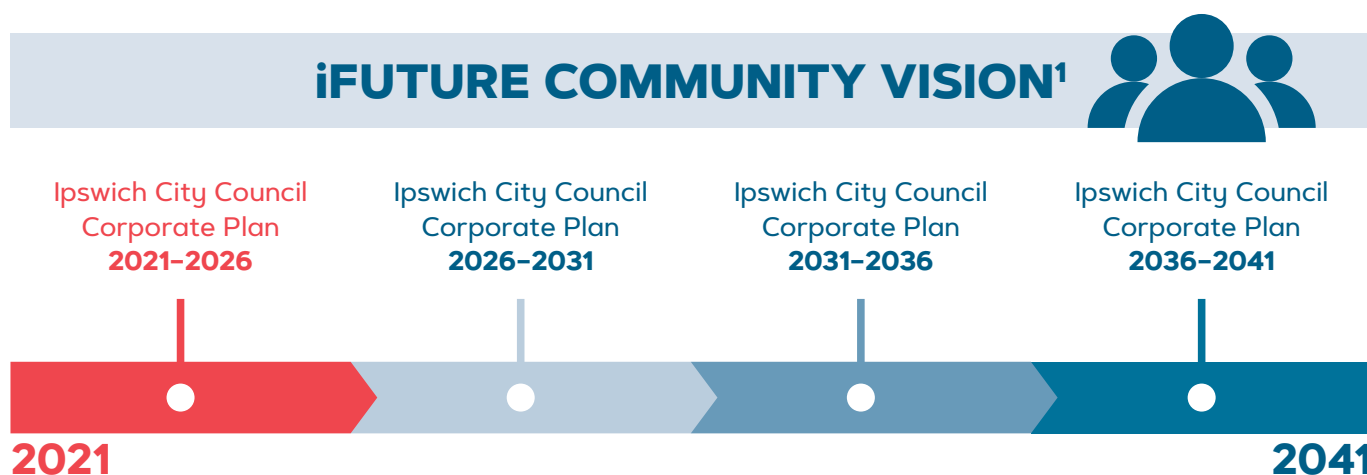 iFUTURE COMMUNITY VISION¹
Ipswich City Council
Corporate Plan
2021–2026
Ipswich City Council
Corporate Plan
2026–2031
Ipswich City Council
Corporate Plan
2031–2036
Ipswich City Council
Corporate Plan
2036–2041
2021
2041